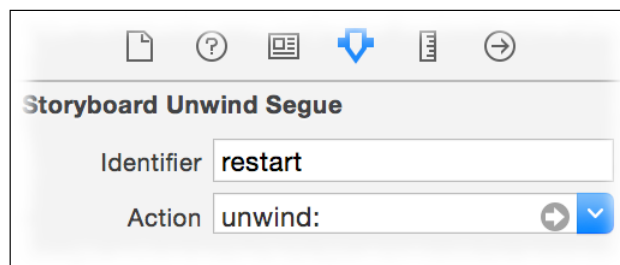 Storyboard Unwind Segue
Identifier restart
Action unwind: